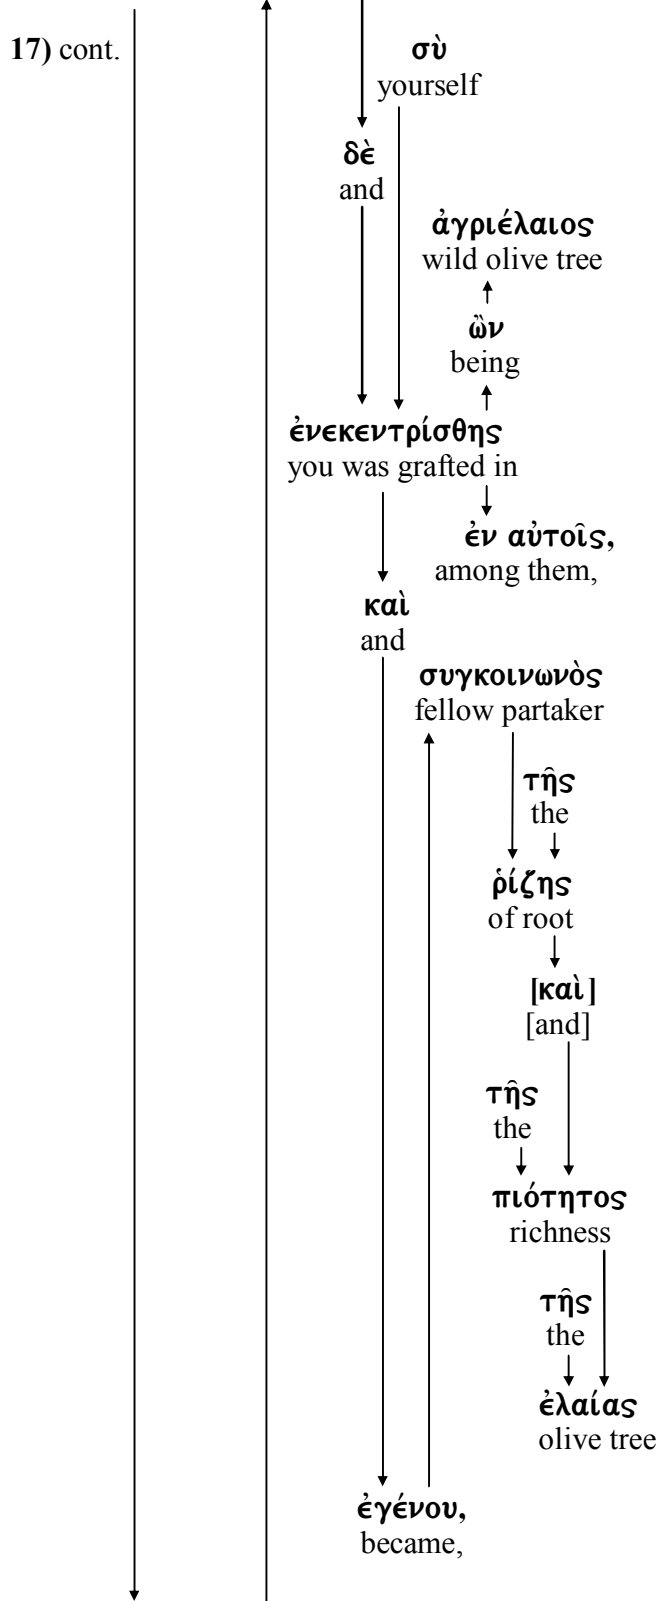 17) cont.
σὺ
yourself
δὲ
and
ἀγριέλαιος
wild olive tree
ὢν
being
ἐνεκεντρίσθης
you was grafted in
ἐν αὐτοῖς,
among them,
καὶ
and
συγκοινωνὸς
fellow partaker
τῆς
the
ῥίζης
of root
[καὶ]
[and]
τῆς
the
πιότητος
richness
τῆς
the
ἐλαίας
olive tree
ἐγένου,
became,